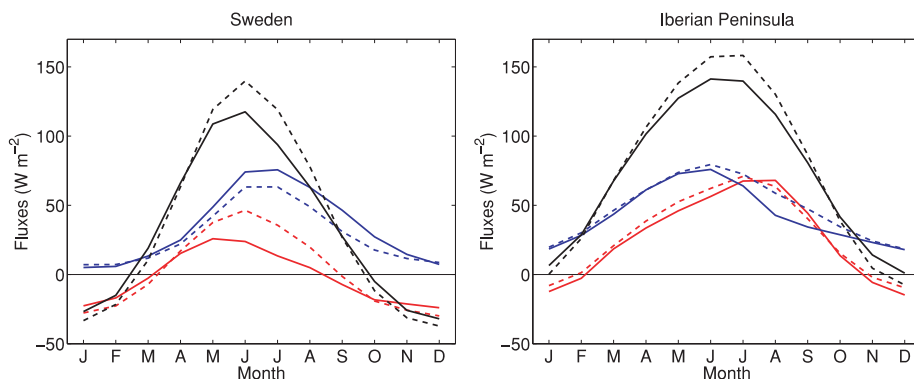 Sweden
Fluxes (W m−2)
150
100
50
0
−50
J F M A M J J A S O N D
Month
Iberian Peninsula
Fluxes (W m−2)
150
100
50
0
−50
J F M A M J J A S O N D
Month